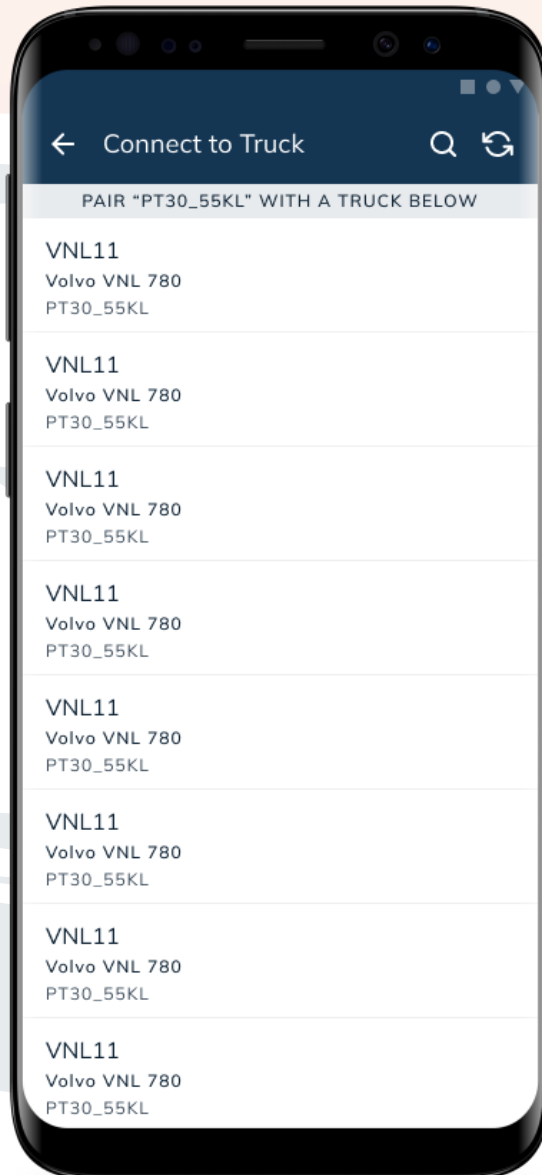 Connect to Truck
PAIR “PT30_55KL” WITH A TRUCK BELOW
VNL11
Volvo VNL 780
PT30_55KL
VNL11
Volvo VNL 780
PT30_55KL
VNL11
Volvo VNL 780
PT30_55KL
VNL11
Volvo VNL 780
PT30_55KL
VNL11
Volvo VNL 780
PT30_55KL
VNL11
Volvo VNL 780
PT30_55KL
VNL11
Volvo VNL 780
PT30_55KL
VNL11
Volvo VNL 780
PT30_55KL